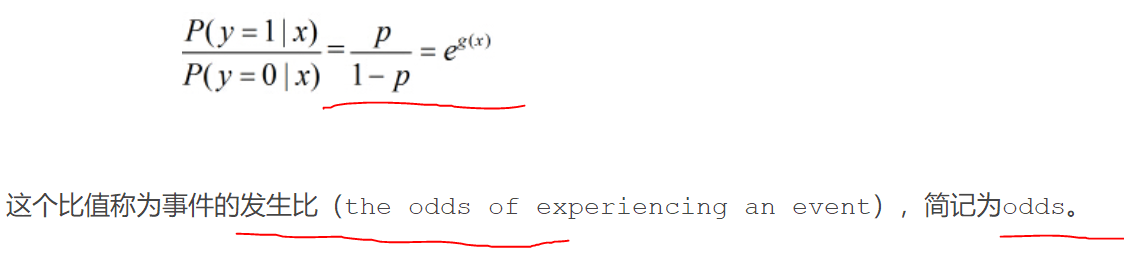 P(y=1|x) / P(y=0|x) = p / (1−p) = e^{g(x)}
这个比值称为事件的发生比（the odds of experiencing an event），简记为odds。